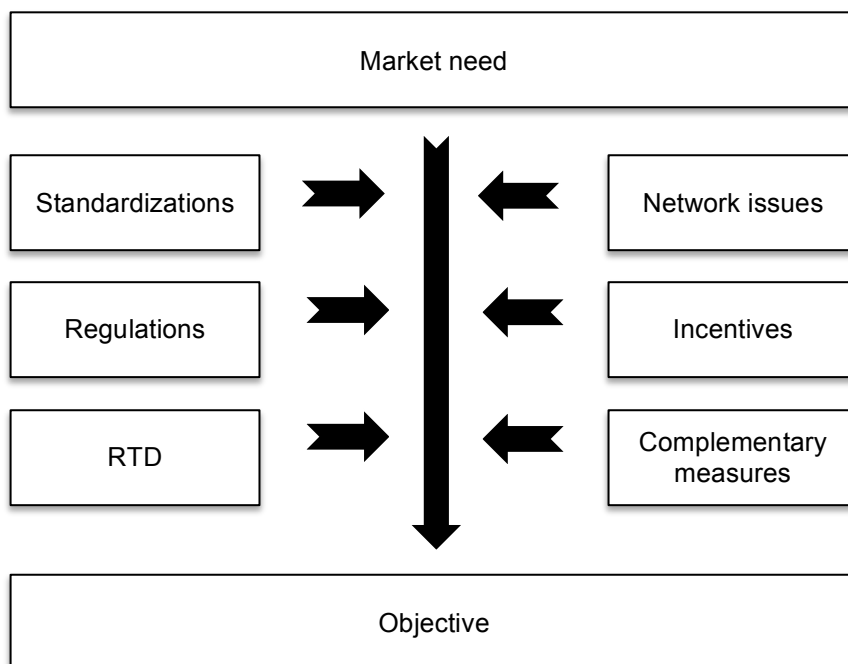 Market need
Standardizations
Network issues
Regulations
Incentives
RTD
Complementary
measures
Objective